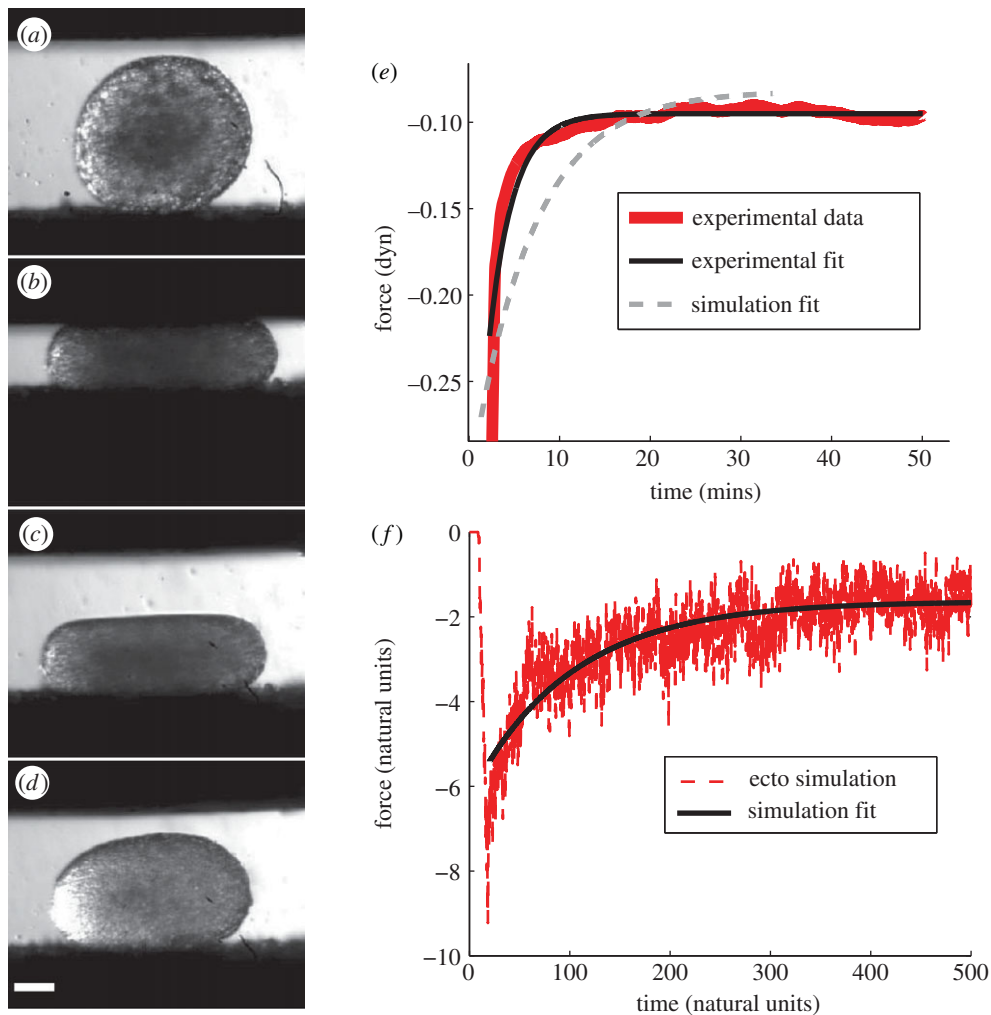 (a)
(b)
(c)
(d)
(e)
force (dyn)
−0.10
−0.15
−0.20
−0.25
0 10 20 30 40 50
time (mins)
experimental data
experimental fit
simulation fit
(f)
force (natural units)
0
−2
−4
−6
−8
−10
0 100 200 300 400 500
time (natural units)
ecto simulation
simulation fit